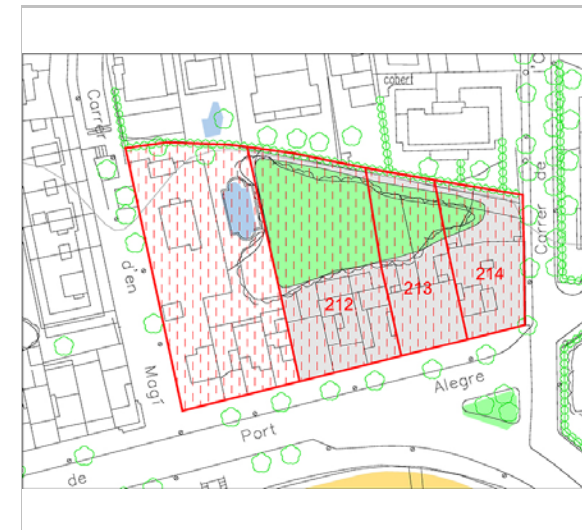 cobert
Carrer
d'en
Magí
Carrer de
212
213
214
Port
Alegre
de